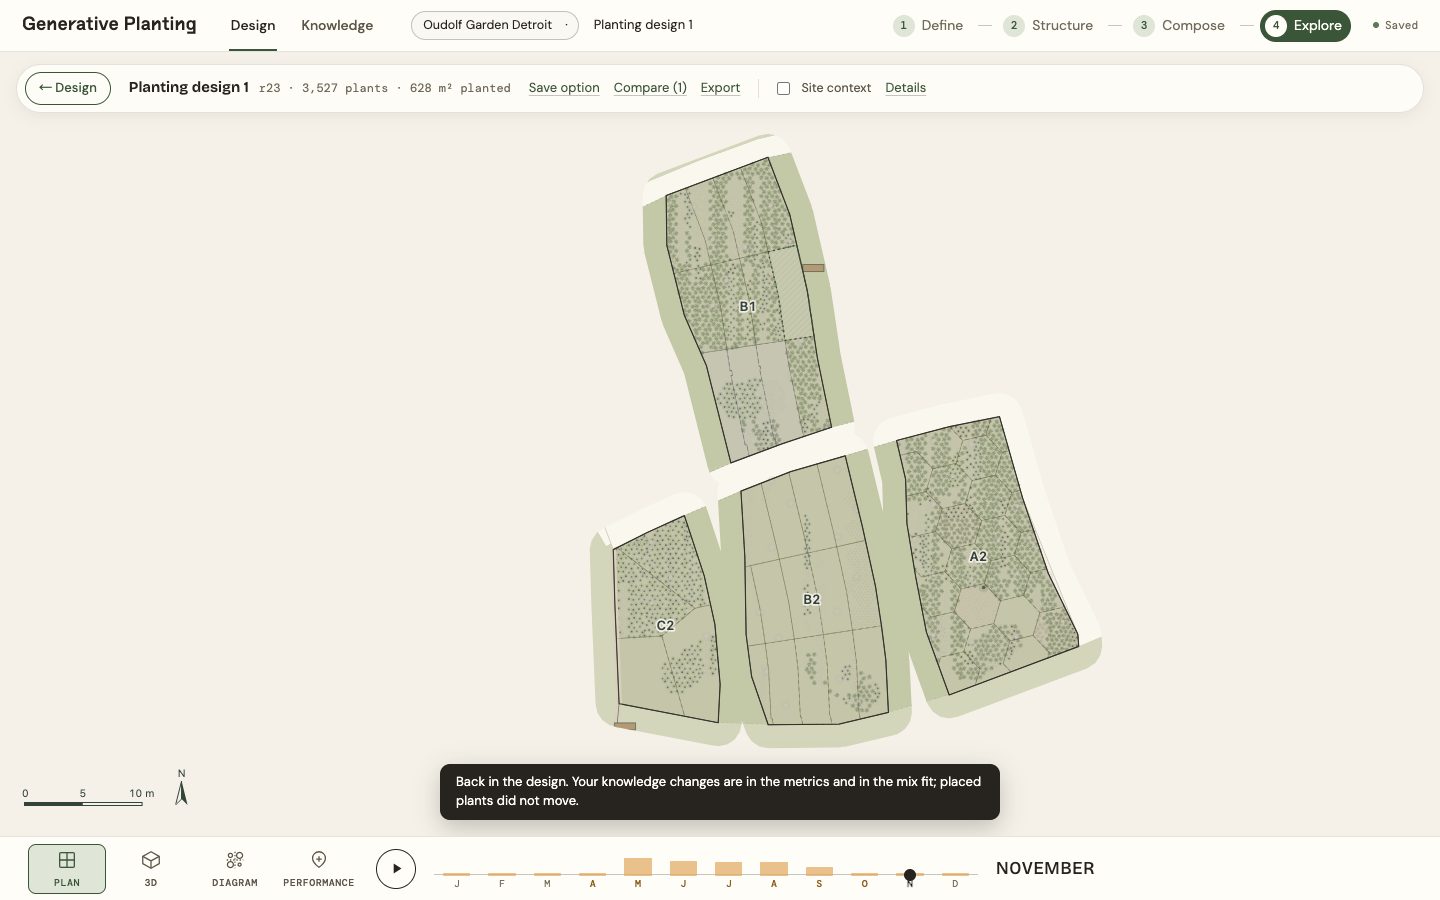 Generative Planting
Design
Knowledge
Oudolf Garden Detroit
Planting design 1
1 Define — 2 Structure — 3 Compose — 4 Explore
Saved
← Design
Planting design 1
r23 · 3,527 plants · 628 m² planted
Save option
Compare (1)
Export
Site context
Details
B1
A2
B2
C2
0 5 10 m
N
Back in the design. Your knowledge changes are in the metrics and in the mix fit; placed
plants did not move.
PLAN
3D
DIAGRAM
PERFORMANCE
J F M A M J J A S O N D
NOVEMBER